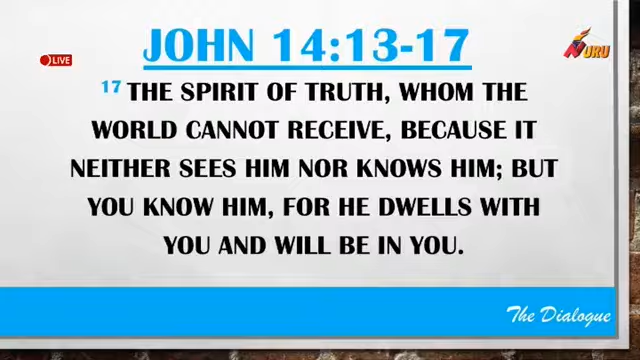 JOHN 14:13-17
LIVE
NURU
17 THE SPIRIT OF TRUTH, WHOM THE
WORLD CANNOT RECEIVE, BECAUSE IT
NEITHER SEES HIM NOR KNOWS HIM; BUT
YOU KNOW HIM, FOR HE DWELLS WITH
YOU AND WILL BE IN YOU.
The Dialogue